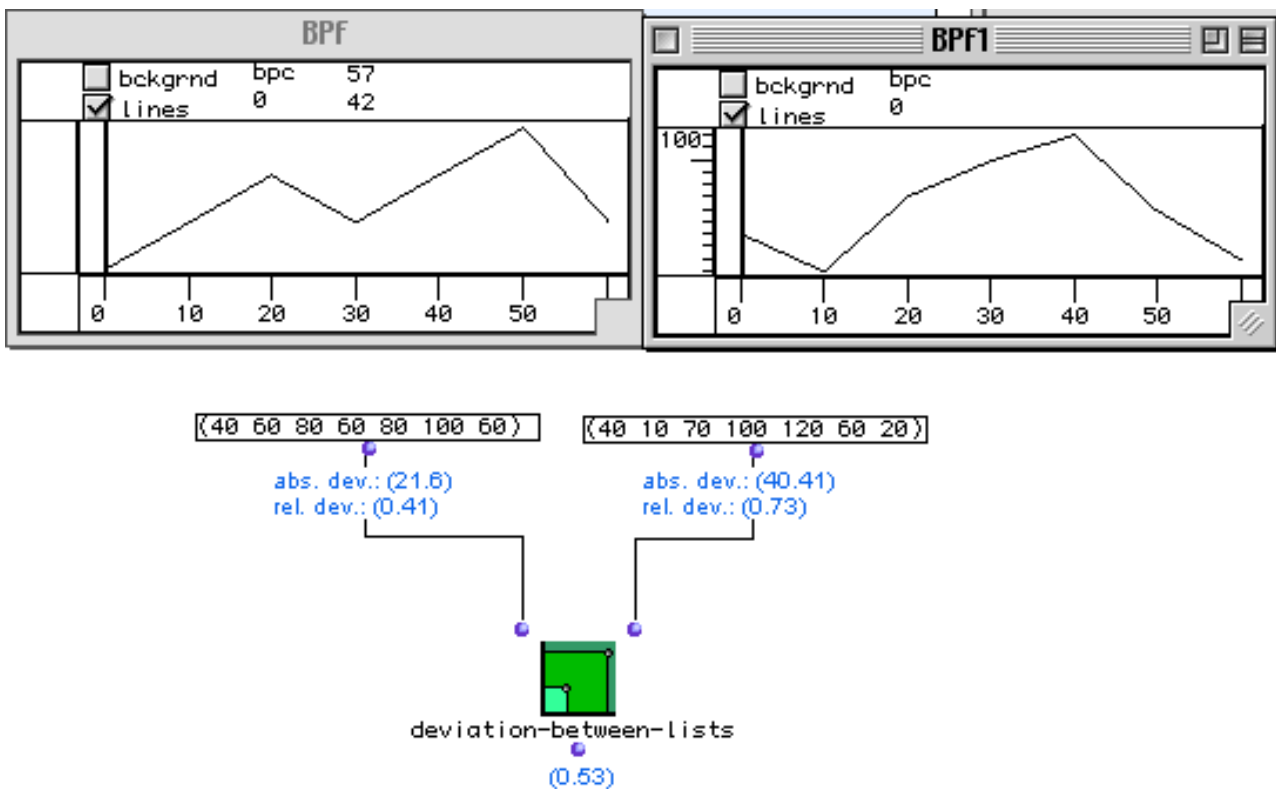 BPf
bckgrnd bpc 57
lines 0 42
0 10 20 30 40 50
BPf1
bckgrnd bpc
lines 0
100
0 10 20 30 40 50
(40 60 80 60 80 100 60)
(40 10 70 100 120 60 20)
abs. dev.: (21.6)
rel. dev.: (0.41)
abs. dev.: (40.41)
rel. dev.: (0.73)
deviation-between-lists
(0.53)